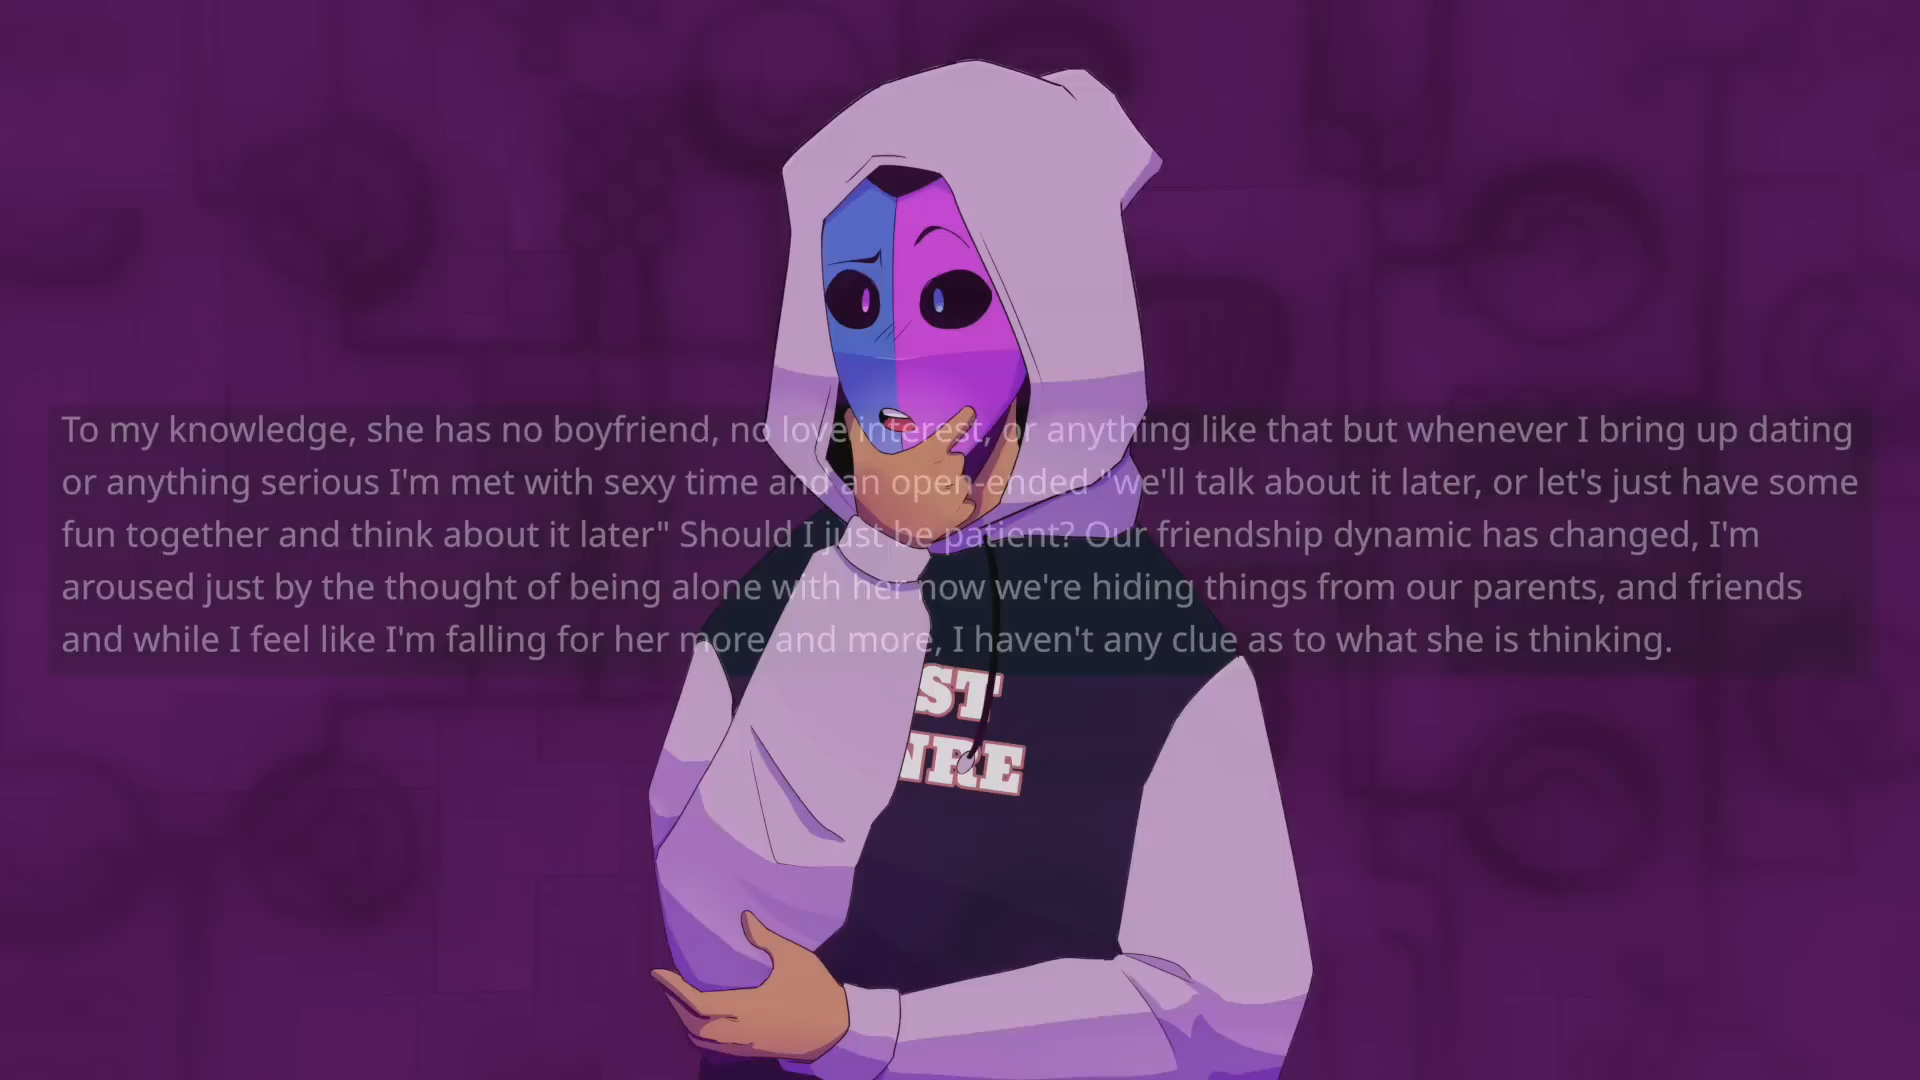 To my knowledge, she has no boyfriend, no love interest, or anything like that but whenever I bring up dating
or anything serious I'm met with sexy time and an open-ended "we'll talk about it later, or let's just have some
fun together and think about it later" Should I just be patient? Our friendship dynamic has changed, I'm
aroused just by the thought of being alone with her now we're hiding things from our parents, and friends
and while I feel like I'm falling for her more and more, I haven't any clue as to what she is thinking.
ST
NRE